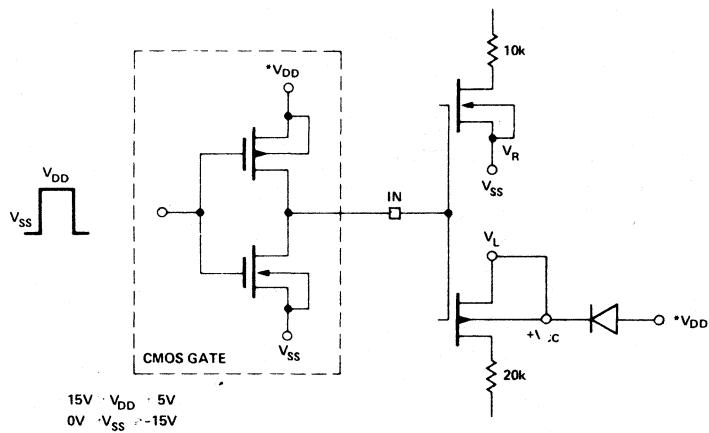 *V_DD
10k
V_R
V_SS
V_DD
V_SS
IN
V_L
*V_DD
V_SS
CMOS GATE
20k
15V V_DD 5V
0V V_SS -15V